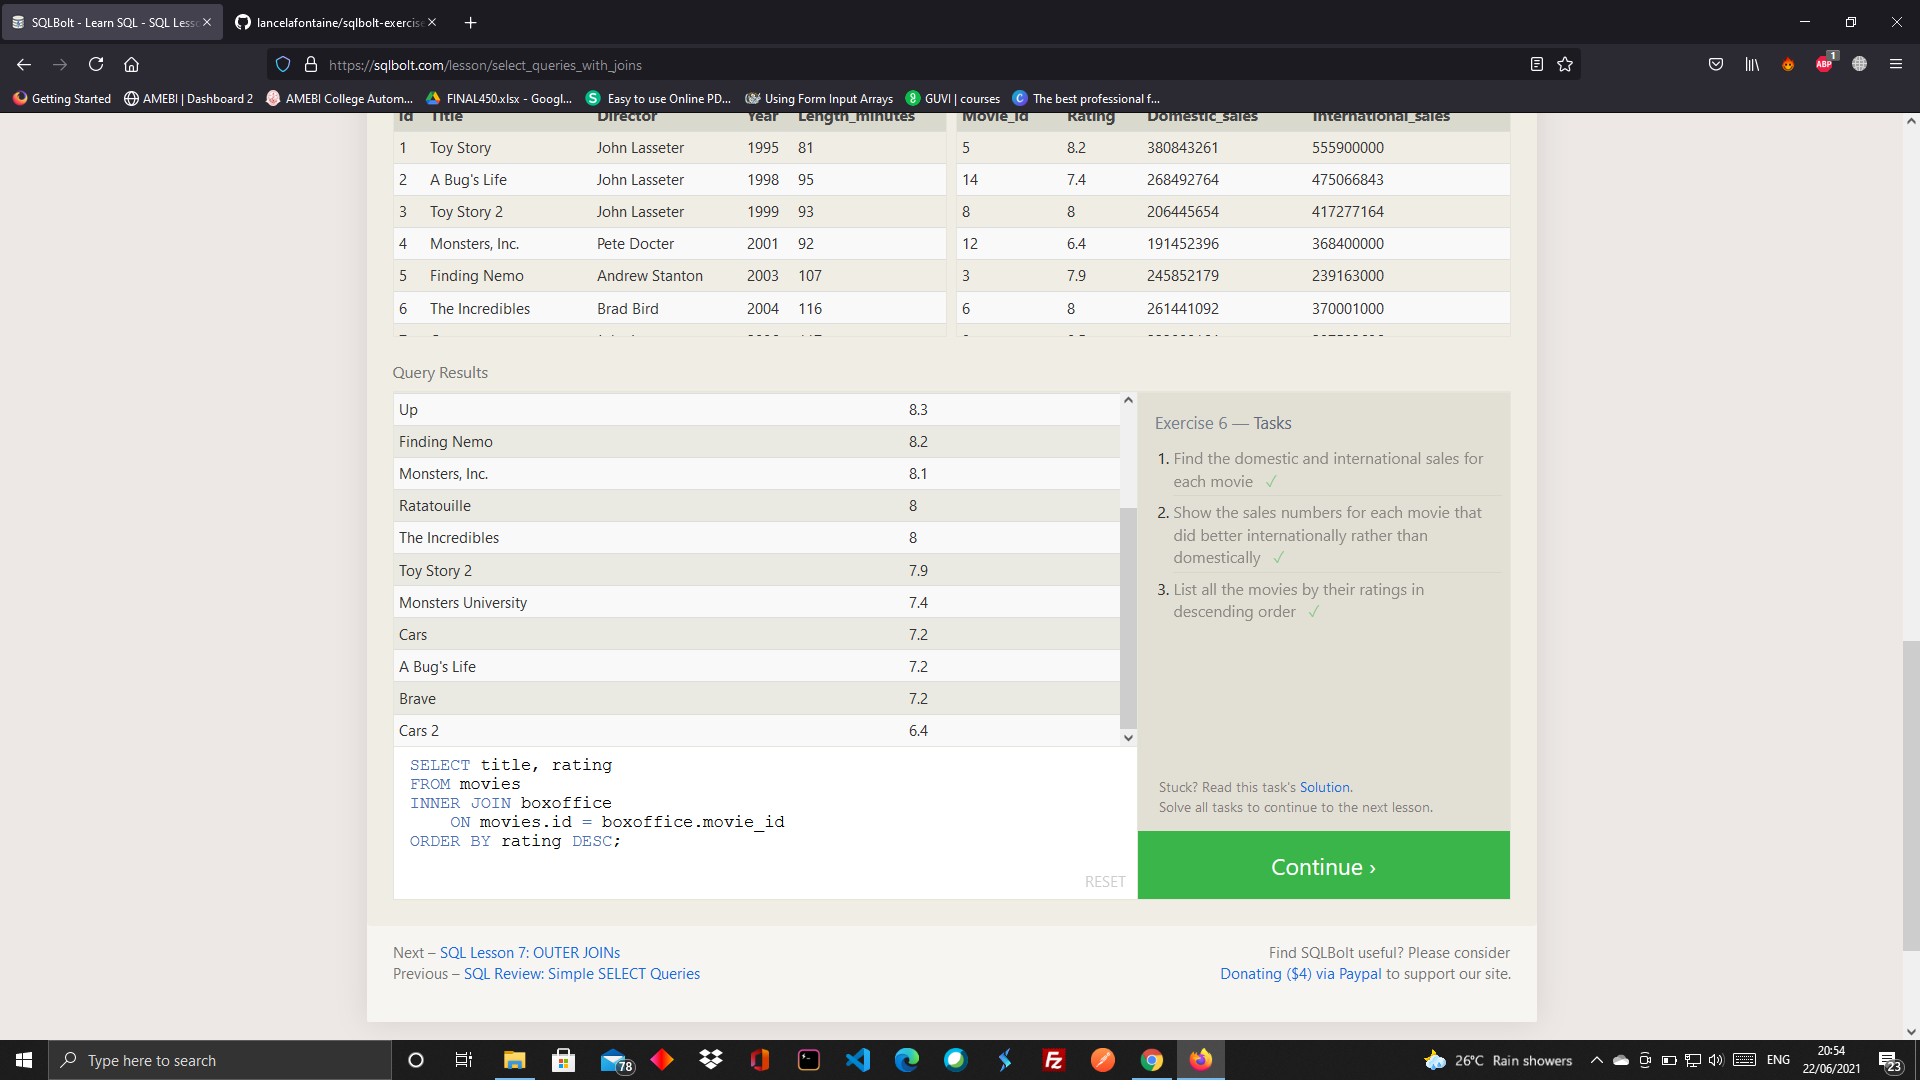 SQLBolt - Learn SQL - SQL Less
lancelafontaine/sqlbolt-exercise
https://sqlbolt.com/lesson/select_queries_with_joins
ABP
1
Getting Started
AMEBI | Dashboard 2
AMEBI College Autom...
FINAL450.xlsx - Googl...
Easy to use Online PD...
Using Form Input Arrays
GUVI | courses
The best professional f...
Id Title Director Year Length_minutes
1 Toy Story John Lasseter 1995 81
2 A Bug's Life John Lasseter 1998 95
3 Toy Story 2 John Lasseter 1999 93
4 Monsters, Inc. Pete Docter 2001 92
5 Finding Nemo Andrew Stanton 2003 107
6 The Incredibles Brad Bird 2004 116
Movie_id Rating Domestic_sales International_sales
5 8.2 380843261 555900000
14 7.4 268492764 475066843
8 8 206445654 417277164
12 6.4 191452396 368400000
3 7.9 245852179 239163000
6 8 261441092 370001000
Query Results
Up 8.3
Finding Nemo 8.2
Monsters, Inc. 8.1
Ratatouille 8
The Incredibles 8
Toy Story 2 7.9
Monsters University 7.4
Cars 7.2
A Bug's Life 7.2
Brave 7.2
Cars 2 6.4
SELECT title, rating
FROM movies
INNER JOIN boxoffice
ON movies.id = boxoffice.movie_id
ORDER BY rating DESC;
RESET
Exercise 6 — Tasks
1. Find the domestic and international sales for
each movie ✓
2. Show the sales numbers for each movie that
did better internationally rather than
domestically ✓
3. List all the movies by their ratings in
descending order ✓
Stuck? Read this task's Solution.
Solve all tasks to continue to the next lesson.
Continue ›
Next – SQL Lesson 7: OUTER JOINs
Previous – SQL Review: Simple SELECT Queries
Find SQLBolt useful? Please consider
Donating ($4) via Paypal to support our site.
Type here to search
78
26°C Rain showers
ENG
20:54
22/06/2021
23